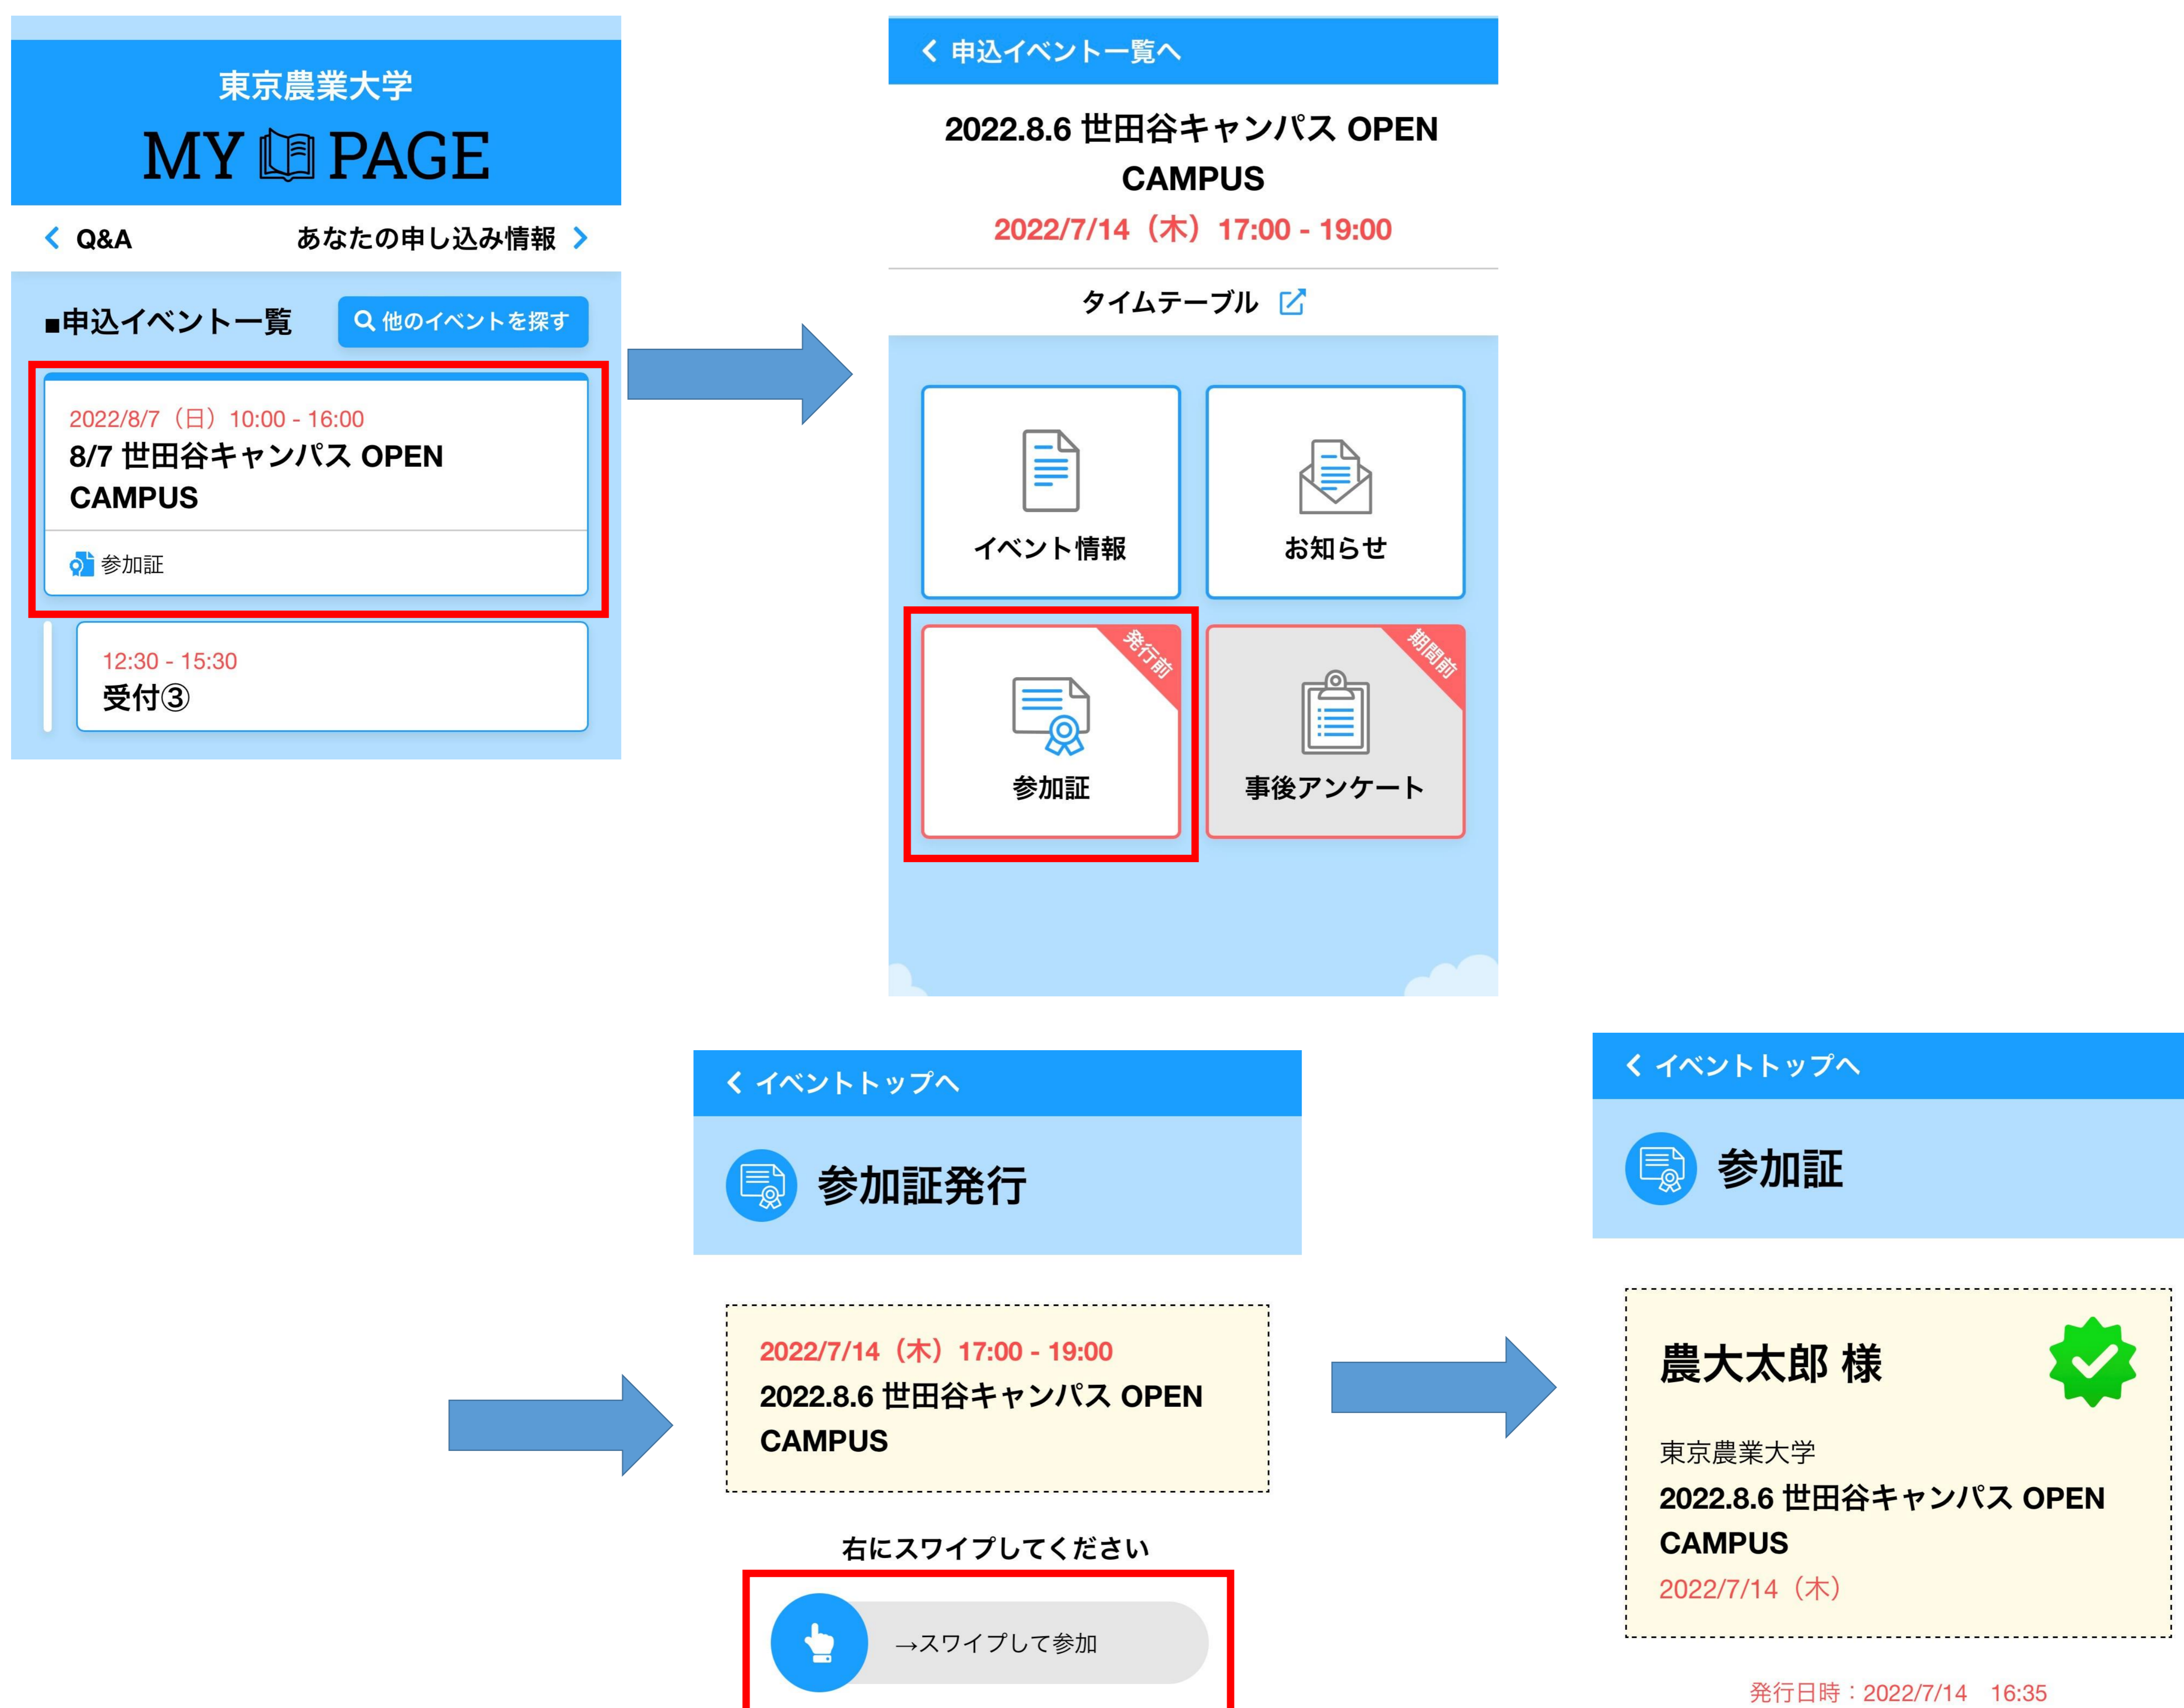 東京農業大学
MY PAGE
Q&A
あなたの申し込み情報
■申込イベント一覧
他のイベントを探す
2022/8/7（日）10:00 - 16:00
8/7 世田谷キャンパス OPEN
CAMPUS
参加証
12:30 - 15:30
受付③
申込イベント一覧へ
2022.8.6 世田谷キャンパス OPEN
CAMPUS
2022/7/14（木）17:00 - 19:00
タイムテーブル
イベント情報
お知らせ
発行前
参加証
期間前
事後アンケート
イベントトップへ
参加証発行
2022/7/14（木）17:00 - 19:00
2022.8.6 世田谷キャンパス OPEN
CAMPUS
右にスワイプしてください
→スワイプして参加
イベントトップへ
参加証
農大太郎 様
東京農業大学
2022.8.6 世田谷キャンパス OPEN
CAMPUS
2022/7/14（木）
発行日時：2022/7/14　16:35